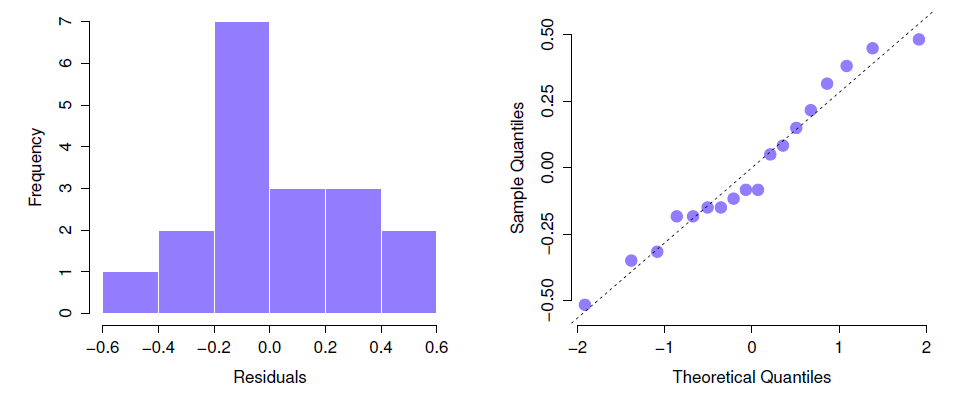 Frequency
7
6
5
4
3
2
1
0
−0.6 −0.4 −0.2 0.0 0.2 0.4 0.6
Residuals
Sample Quantiles
0.50
0.25
0.00
−0.25
−0.50
−2 −1 0 1 2
Theoretical Quantiles